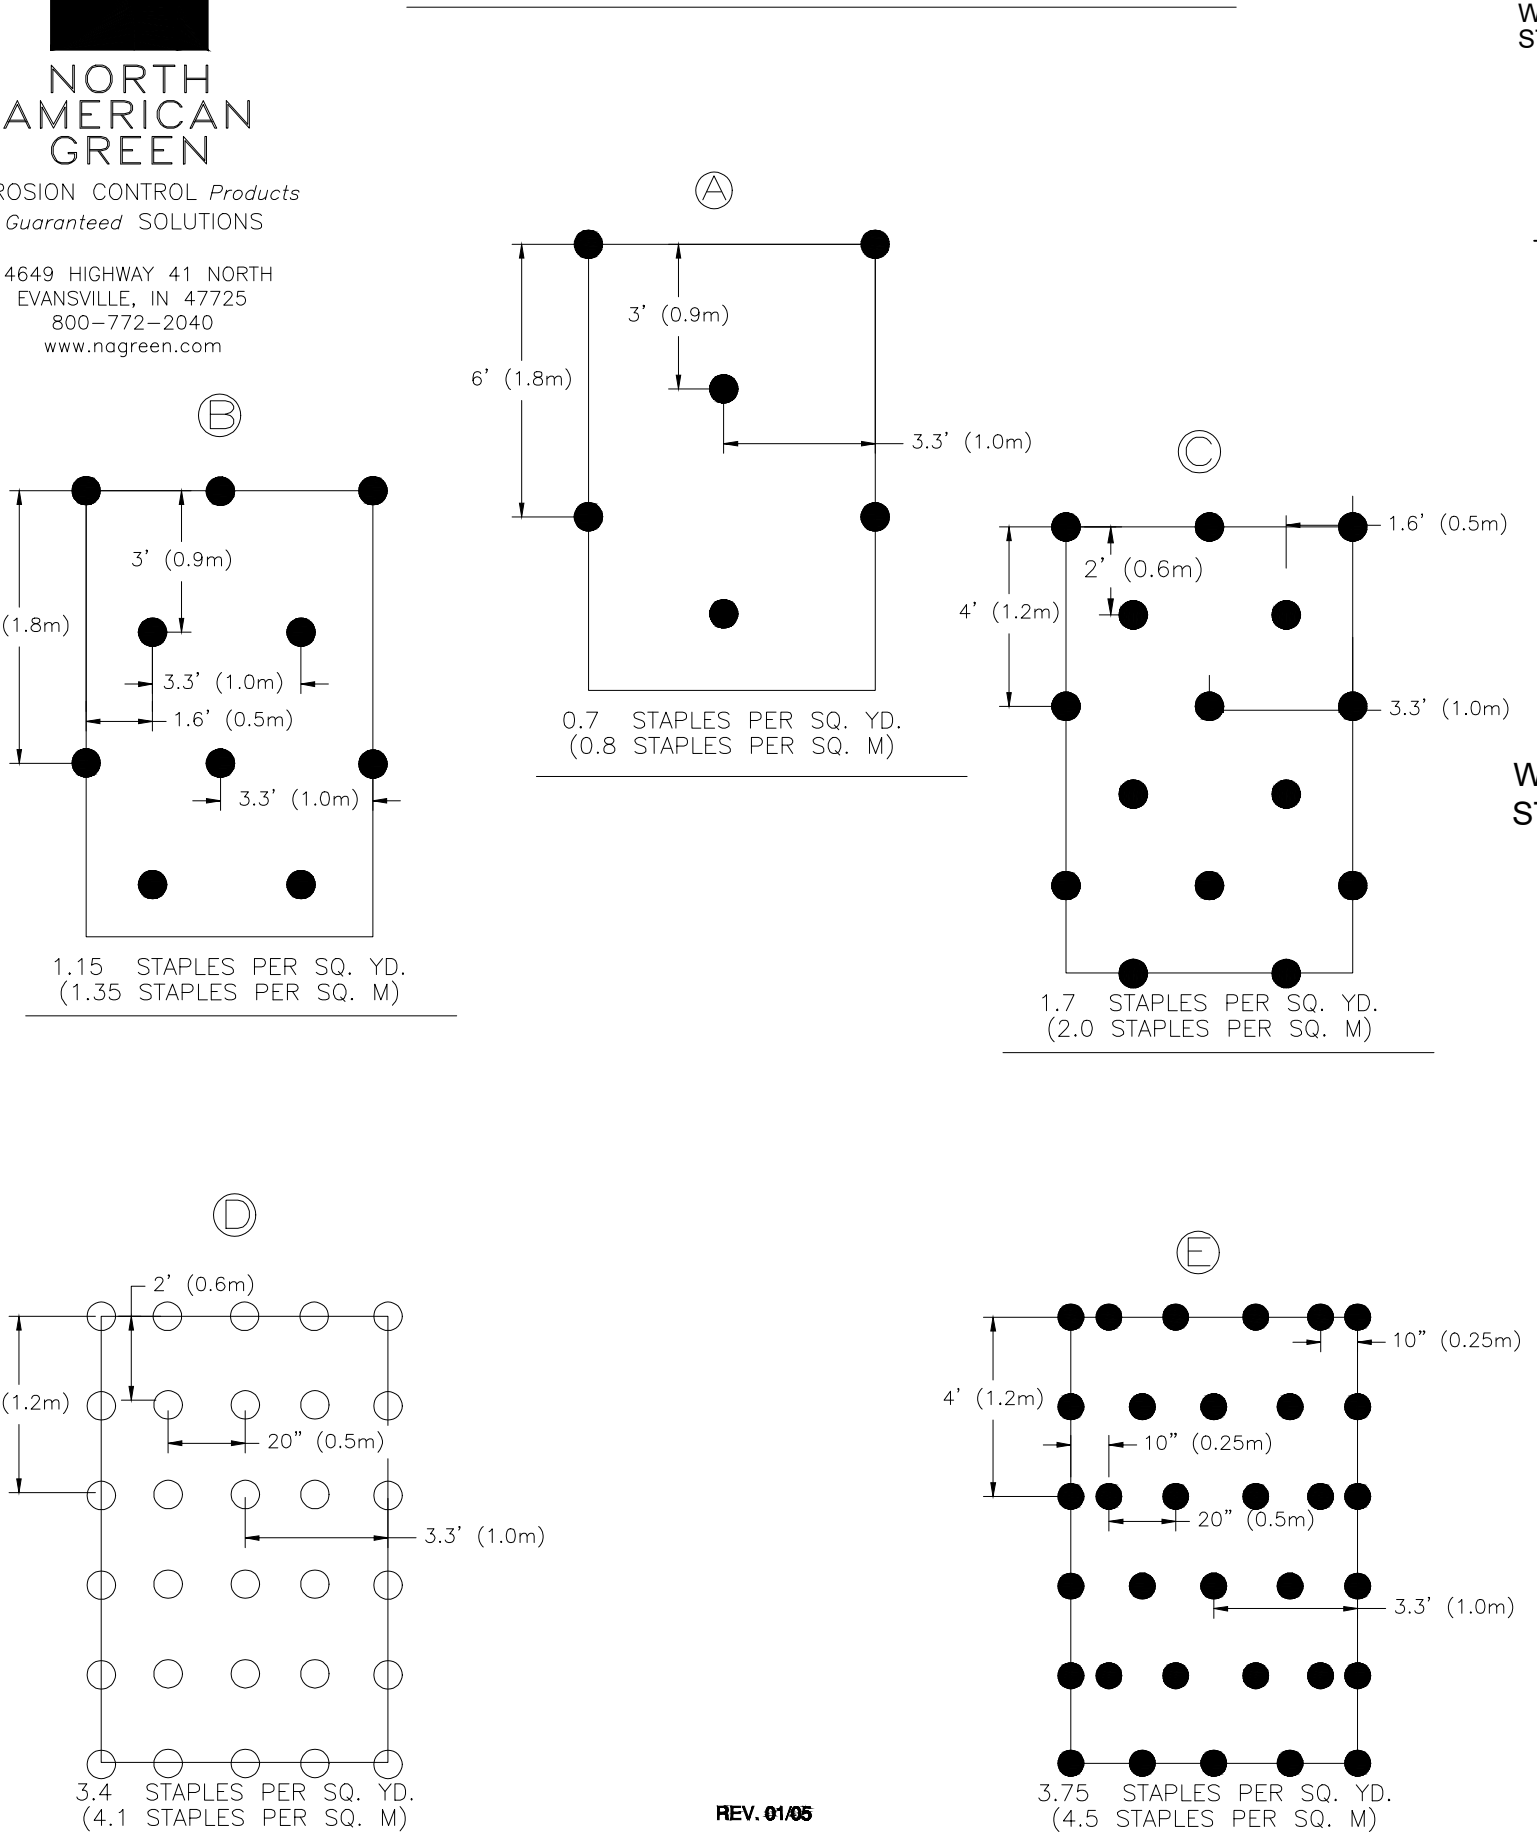 NORTH
AMERICAN
GREEN
ROSION CONTROL Products
Guaranteed SOLUTIONS
4649 HIGHWAY 41 NORTH
EVANSVILLE, IN 47725
800-772-2040
www.nagreen.com
A
3' (0.9m)
6' (1.8m)
3.3' (1.0m)
0.7 STAPLES PER SQ. YD.
(0.8 STAPLES PER SQ. M)
B
3' (0.9m)
(1.8m)
3.3' (1.0m)
1.6' (0.5m)
3.3' (1.0m)
1.15 STAPLES PER SQ. YD.
(1.35 STAPLES PER SQ. M)
C
1.6' (0.5m)
2' (0.6m)
4' (1.2m)
3.3' (1.0m)
1.7 STAPLES PER SQ. YD.
(2.0 STAPLES PER SQ. M)
D
2' (0.6m)
(1.2m)
20" (0.5m)
3.3' (1.0m)
3.4 STAPLES PER SQ. YD.
(4.1 STAPLES PER SQ. M)
E
10" (0.25m)
4' (1.2m)
10" (0.25m)
20" (0.5m)
3.3' (1.0m)
3.75 STAPLES PER SQ. YD.
(4.5 STAPLES PER SQ. M)
REV. 01/05